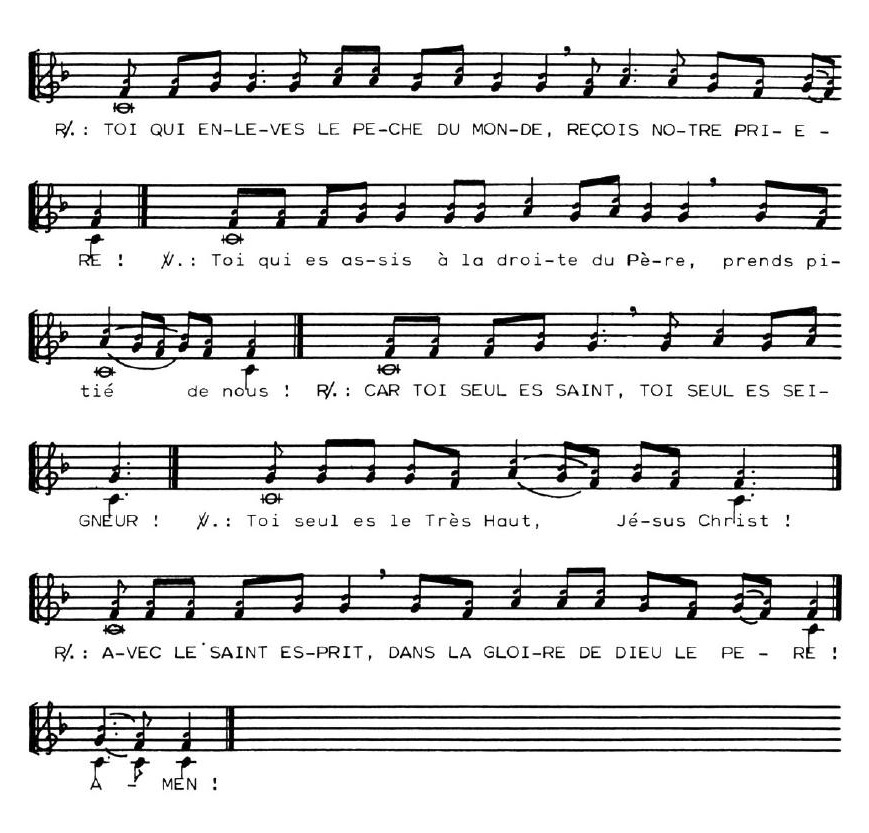 R/.: TOI QUI EN-LE-VES LE PE-CHE DU MON-DE, REÇOIS NO-TRE PRI- E -
RE ! V/.: Toi qui es as-sis à la droi-te du Pè-re, prends pi-
tié de nous ! R/.: CAR TOI SEUL ES SAINT, TOI SEUL ES SEI-
GNEUR ! V/.: Toi seul es le Très Haut, Jé-sus Christ !
R/.: A-VEC LE SAINT ES-PRIT, DANS LA GLOI-RE DE DIEU LE PE - RE !
A - MEN !